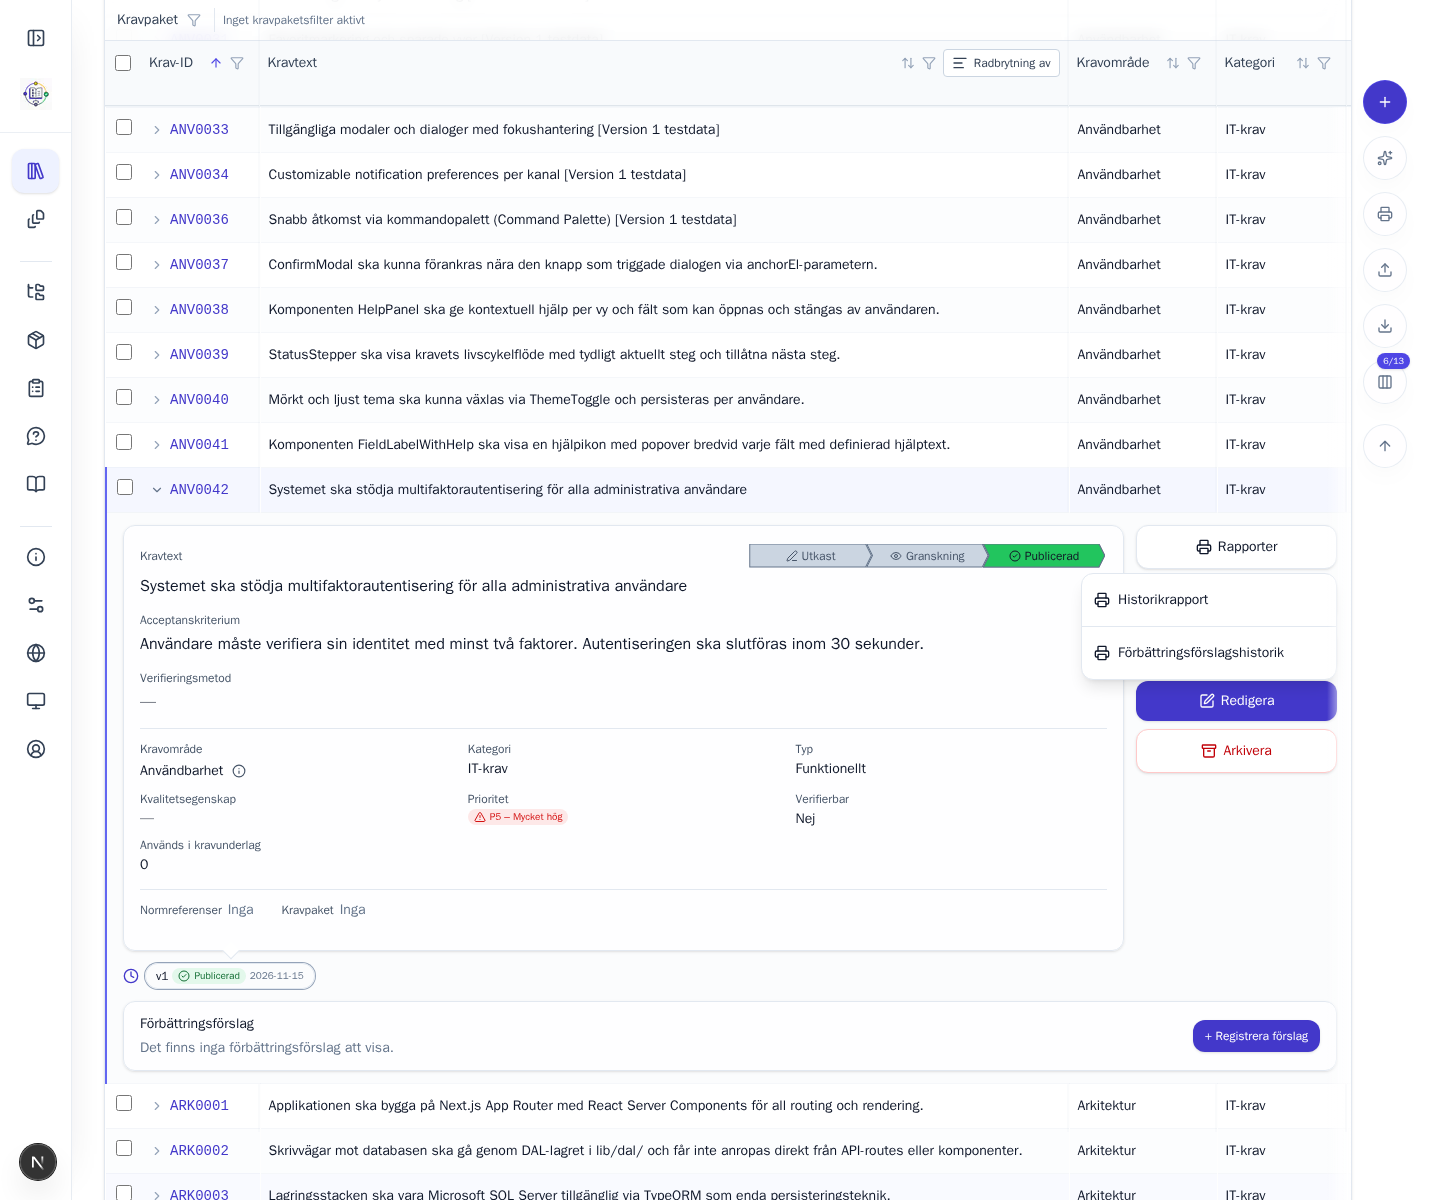 Kravpaket Inget kravpaketsfilter aktivt
Krav-ID Kravtext Radbrytning av Kravområde Kategori
ANV0033 Tillgängliga modaler och dialoger med fokushantering [Version 1 testdata] Användbarhet IT-krav
ANV0034 Customizable notification preferences per kanal [Version 1 testdata] Användbarhet IT-krav
ANV0036 Snabb åtkomst via kommandopalett (Command Palette) [Version 1 testdata] Användbarhet IT-krav
ANV0037 ConfirmModal ska kunna förankras nära den knapp som triggade dialogen via anchorEl-parametern. Användbarhet IT-krav
ANV0038 Komponenten HelpPanel ska ge kontextuell hjälp per vy och fält som kan öppnas och stängas av användaren. Användbarhet IT-krav
ANV0039 StatusStepper ska visa kravets livscykelflöde med tydligt aktuellt steg och tillåtna nästa steg. Användbarhet IT-krav
ANV0040 Mörkt och ljust tema ska kunna växlas via ThemeToggle och persisteras per användare. Användbarhet IT-krav
6/13
ANV0041 Komponenten FieldLabelWithHelp ska visa en hjälpikon med popover bredvid varje fält med definierad hjälptext. Användbarhet IT-krav
ANV0042 Systemet ska stödja multifaktorautentisering för alla administrativa användare Användbarhet IT-krav
Kravtext Utkast Granskning Publicerad
Systemet ska stödja multifaktorautentisering för alla administrativa användare
Acceptanskriterium
Användare måste verifiera sin identitet med minst två faktorer. Autentiseringen ska slutföras inom 30 sekunder.
Verifieringsmetod
—
Kravområde Kategori Typ
Användbarhet IT-krav Funktionellt
Kvalitetsegenskap Prioritet Verifierbar
— P5 – Mycket hög Nej
Används i kravunderlag
0
Normreferenser Inga Kravpaket Inga
Rapporter
Historikrapport
Förbättringsförslagshistorik
Redigera
Arkivera
v1 Publicerad 2026-11-15
Förbättringsförslag
Det finns inga förbättringsförslag att visa.
+ Registrera förslag
ARK0001 Applikationen ska bygga på Next.js App Router med React Server Components för all routing och rendering. Arkitektur IT-krav
ARK0002 Skrivvägar mot databasen ska gå genom DAL-lagret i lib/dal/ och får inte anropas direkt från API-routes eller komponenter. Arkitektur IT-krav
ARK0003 Lagringsstacken ska vara Microsoft SQL Server tillgänglig via TypeORM som enda persisteringsteknik. Arkitektur IT-krav
N